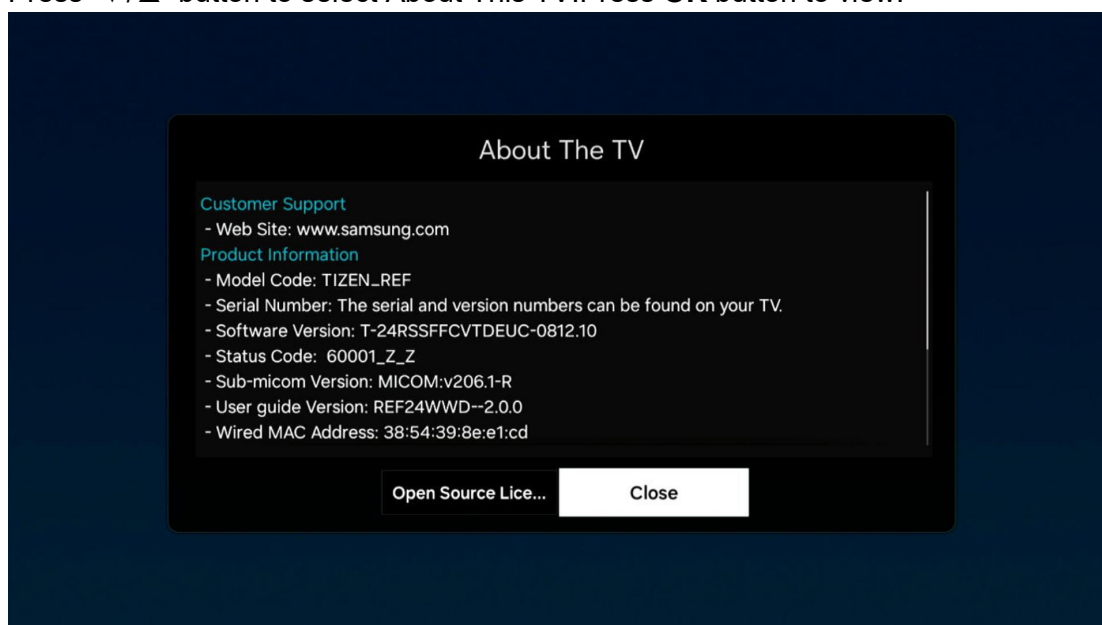 About The TV
Customer Support
- Web Site: www.samsung.com
Product Information
- Model Code: TIZEN_REF
- Serial Number: The serial and version numbers can be found on your TV.
- Software Version: T-24RSSFFCVTDEUC-0812.10
- Status Code: 60001_Z_Z
- Sub-micom Version: MICOM:v206.1-R
- User guide Version: REF24WWD--2.0.0
- Wired MAC Address: 38:54:39:8e:e1:cd
Open Source Lice...
Close